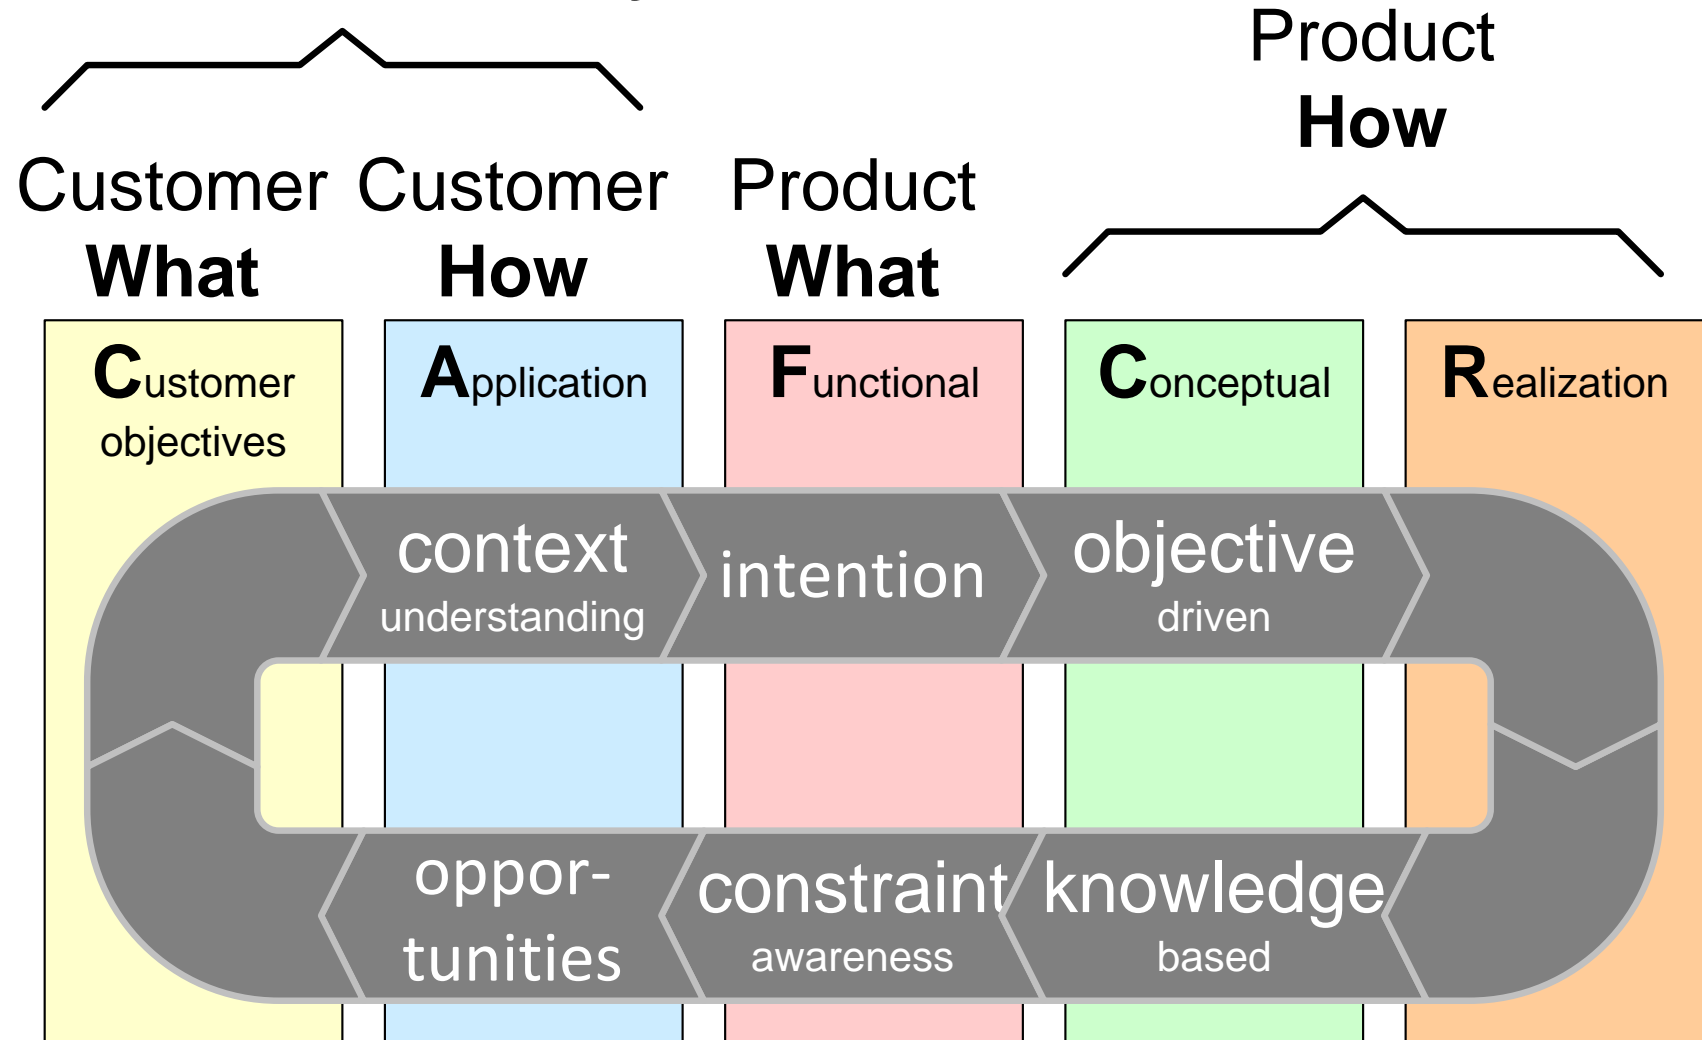 Product
How
Customer Customer Product
What How What
Customer Application Functional Conceptual Realization
objectives
context intention objective
understanding driven
oppor-
tunities
constraint
awareness
knowledge
based